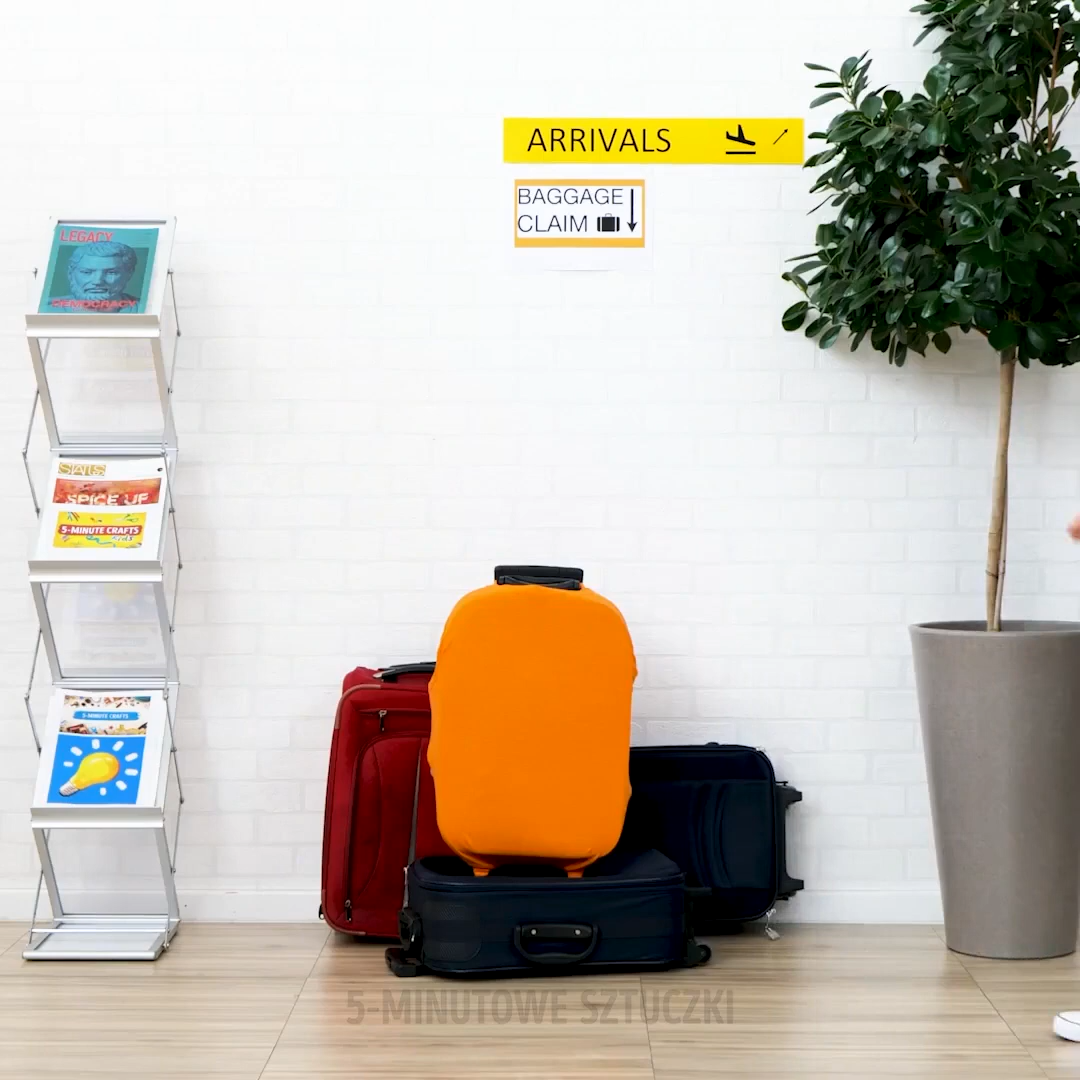 ARRIVALS
BAGGAGE
CLAIM
LEGACY
DEMOCRACY
SPICE UP
5-MINUTE CRAFTS
5-MINUTE CRAFTS
5-MINUTOWE SZTUCZKI